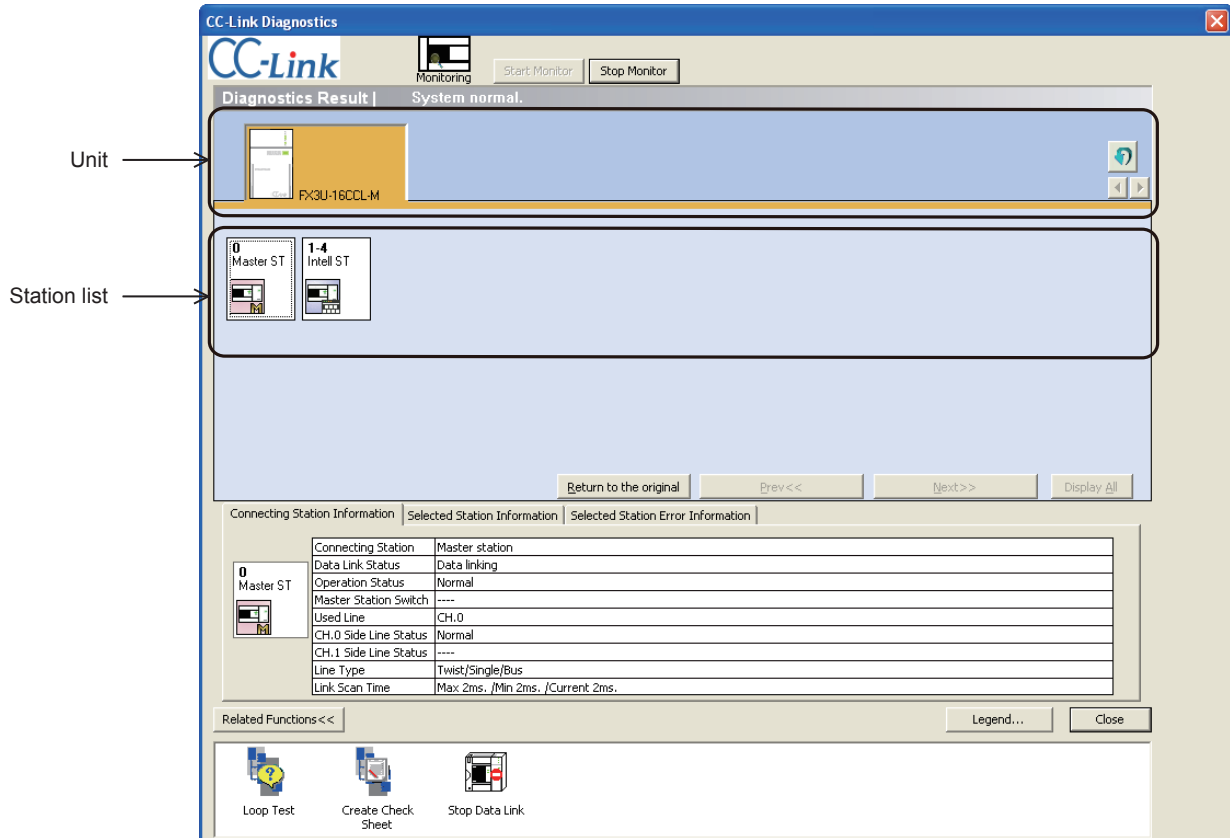 CC-Link Diagnostics
CC-Link
Monitoring
Start Monitor
Stop Monitor
Diagnostics Result | System normal.
Unit
FX3U-16CCL-M
Station list
0
Master ST
M
1-4
Intell ST
Return to the original
Prev<<
Next>>
Display All
Connecting Station Information
Selected Station Information
Selected Station Error Information
0
Master ST
M
Connecting Station Master station
Data Link Status Data linking
Operation Status Normal
Master Station Switch ----
Used Line CH.0
CH.0 Side Line Status Normal
CH.1 Side Line Status ----
Line Type Twist/Single/Bus
Link Scan Time Max 2ms. /Min 2ms. /Current 2ms.
Related Functions<<
Legend...
Close
?
Loop Test
Create Check
Sheet
Stop Data Link